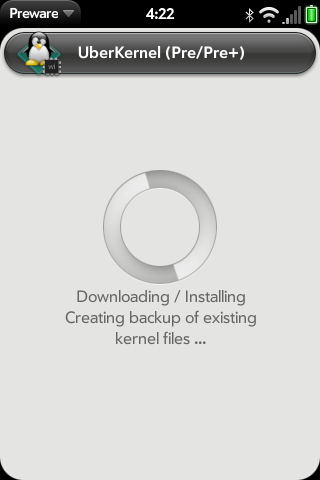 Preware
4:22
UberKernel (Pre/Pre+)
Downloading / Installing
Creating backup of existing
kernel files ...